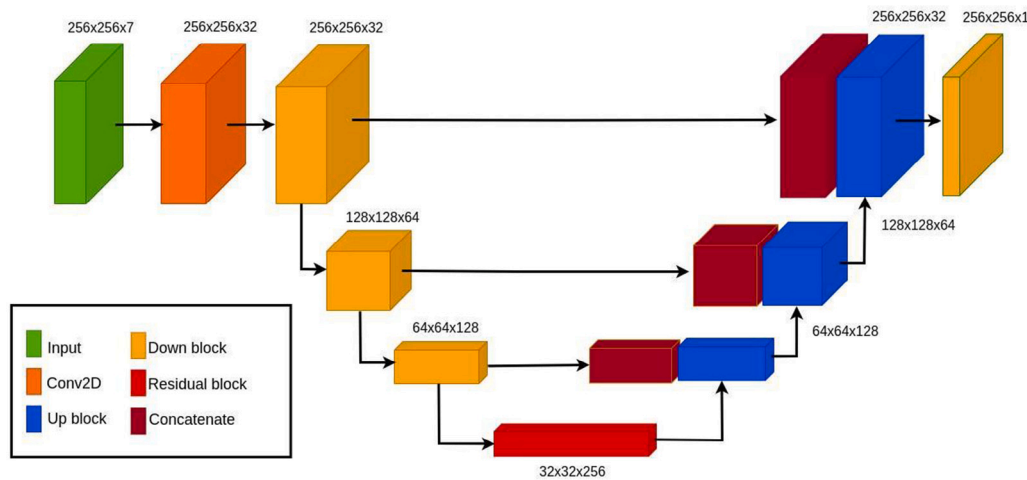 256x256x7
256x256x32
256x256x32
256x256x32
256x256x1
128x128x64
128x128x64
64x64x128
64x64x128
32x32x256
Input
Down block
Conv2D
Residual block
Up block
Concatenate